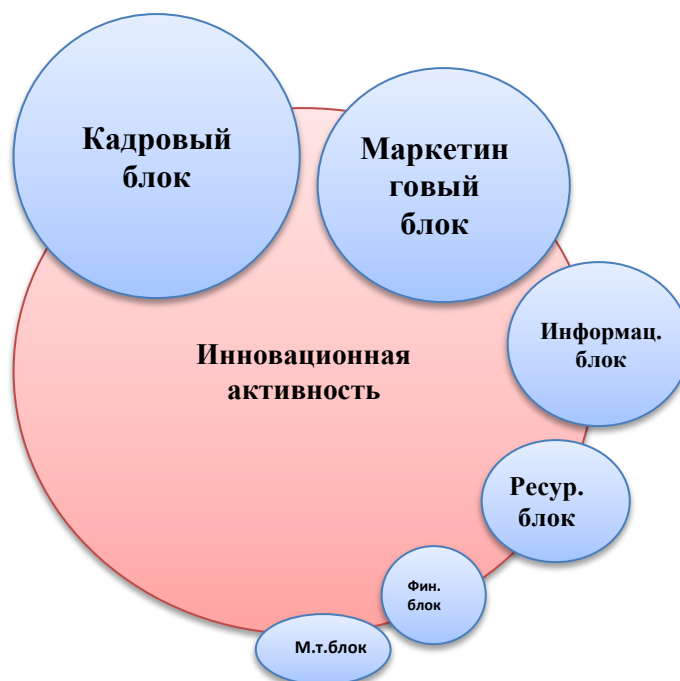 Кадровый
блок
Маркетин
говый
блок
Информац.
блок
Инновационная
активность
Ресур.
блок
Фин.
блок
М.т.блок